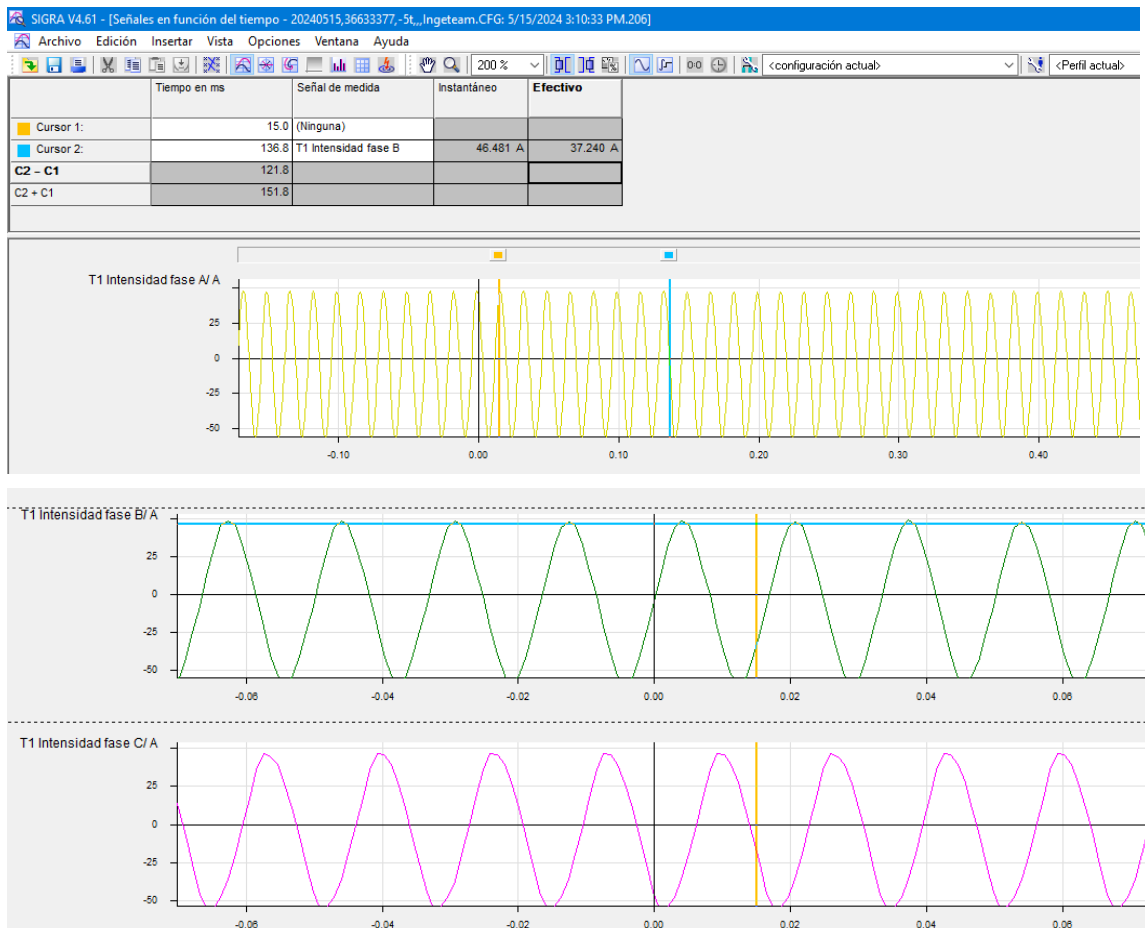 SIGRA V4.61 - [Señales en función del tiempo - 20240515,36633377,-5t,,,Ingeteam.CFG: 5/15/2024 3:10:33 PM.206]
Archivo Edición Insertar Vista Opciones Ventana Ayuda
200 % <configuración actual> <Perfil actual>
Tiempo en ms Señal de medida Instantáneo Efectivo
Cursor 1: 15.0 (Ninguna)
Cursor 2: 136.8 T1 Intensidad fase B 46.481 A 37.240 A
C2 - C1 121.8
C2 + C1 151.8
T1 Intensidad fase A/ A
25
0
-25
-50
-0.10 0.00 0.10 0.20 0.30 0.40
T1 Intensidad fase B/ A
25
0
-25
-50
-0.06 -0.04 -0.02 0.00 0.02 0.04 0.06
T1 Intensidad fase C/ A
25
0
-25
-50
-0.06 -0.04 -0.02 0.00 0.02 0.04 0.06